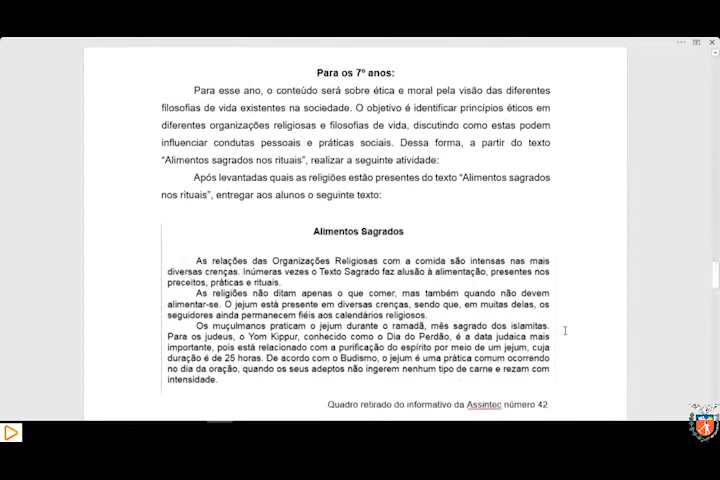 Para os 7º anos:
Para esse ano, o conteúdo será sobre ética e moral pela visão das diferentes
filosofias de vida existentes na sociedade. O objetivo é identificar princípios éticos em
diferentes organizações religiosas e filosofias de vida, discutindo como estas podem
influenciar condutas pessoais e práticas sociais. Dessa forma, a partir do texto
“Alimentos sagrados nos rituais”, realizar a seguinte atividade:
Após levantadas quais as religiões estão presentes do texto “Alimentos sagrados
nos rituais”, entregar aos alunos o seguinte texto:
Alimentos Sagrados
As relações das Organizações Religiosas com a comida são intensas nas mais
diversas crenças. Inúmeras vezes o Texto Sagrado faz alusão à alimentação, presentes nos
preceitos, práticas e rituais.
As religiões não ditam apenas o que comer, mas também quando não devem
alimentar-se. O jejum está presente em diversas crenças, sendo que, em muitas delas, os
seguidores ainda permanecem fiéis aos calendários religiosos.
Os muçulmanos praticam o jejum durante o ramadã, mês sagrado dos islamitas.
Para os judeus, o Yom Kippur, conhecido como o Dia do Perdão, é a data judaica mais
importante, pois está relacionado com a purificação do espírito por meio de um jejum, cuja
duração é de 25 horas. De acordo com o Budismo, o jejum é uma prática comum ocorrendo
no dia da oração, quando os seus adeptos não ingerem nenhum tipo de carne e rezam com
intensidade.
Quadro retirado do informativo da Assintec número 42